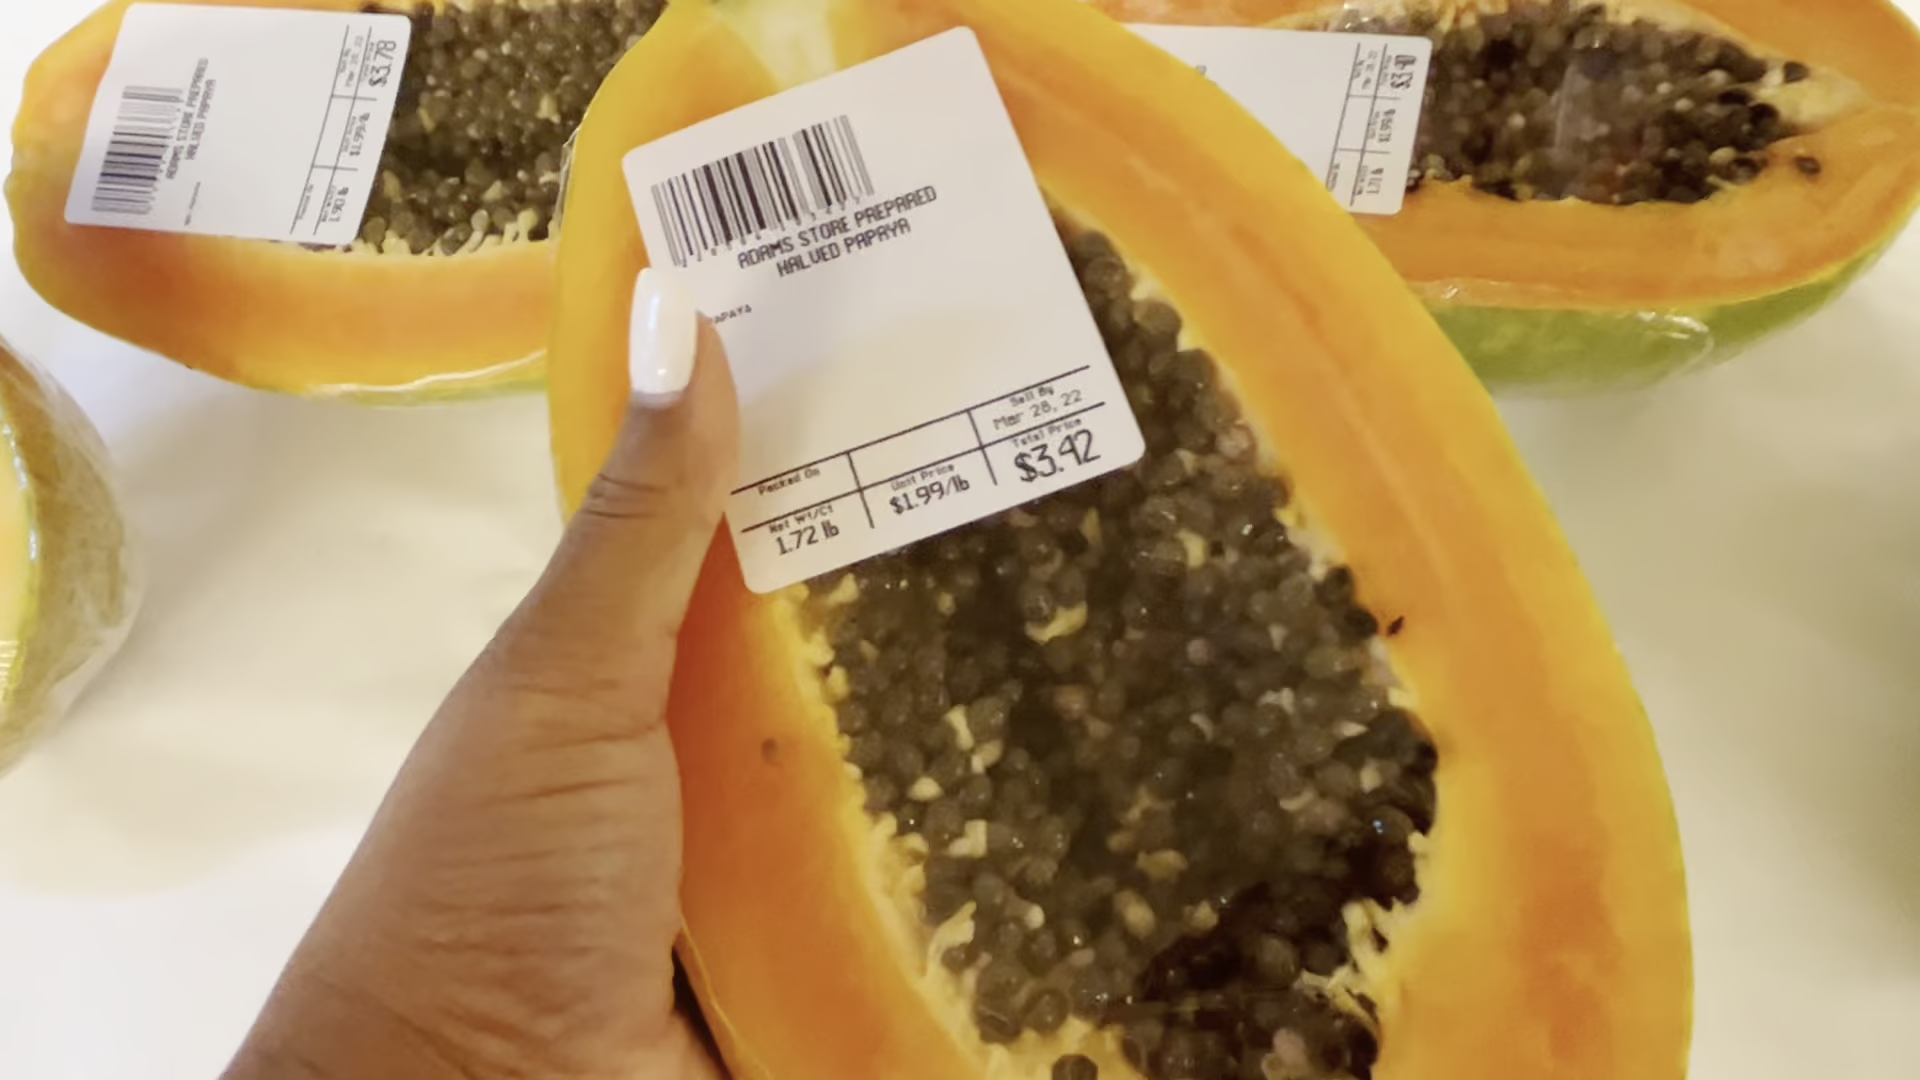 ADAMS STORE PREPARED
HALVED PAPAYA
$3.78
$1.99/lb
1.90 lb
ADAMS STORE PREPARED
HALVED PAPAYA
PAPAYA
Sell By
Mar 28, 22
Packed On
Unit Price
Total Price
Net Wt/Ct
1.72 lb
$1.99/lb
$3.42